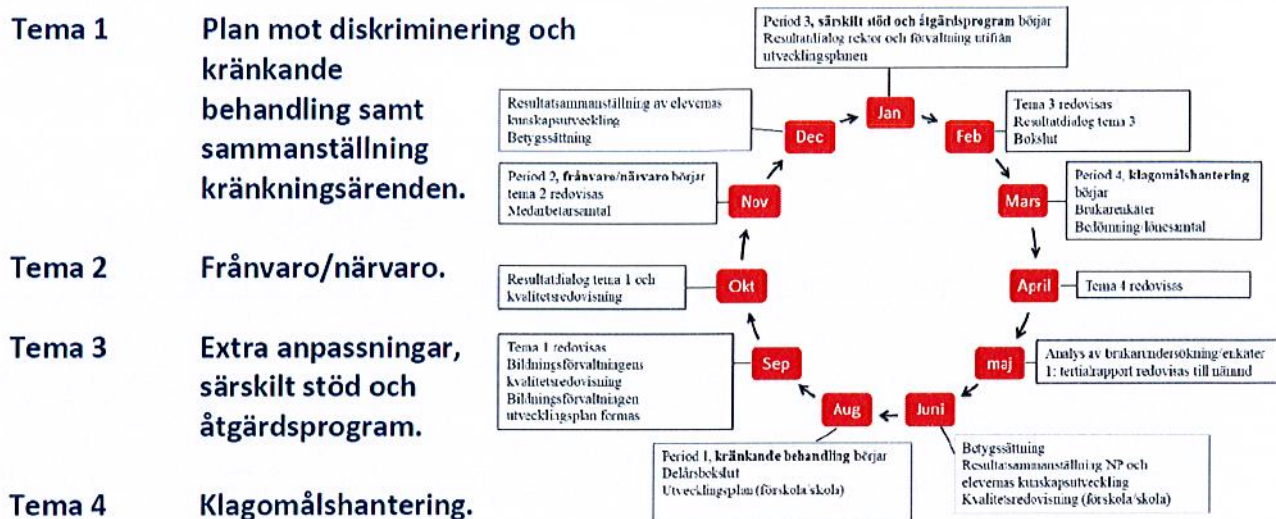 Tema 1 Plan mot diskriminering och
kränkande
behandling samt
sammanställning
kränkningsärenden.
Tema 2 Frånvaro/närvaro.
Tema 3 Extra anpassningar,
särskilt stöd och
åtgärdsprogram.
Tema 4 Klagomålshantering.
Period 3, särskilt stöd och åtgärdsprogram börjar
Resultatdialog rektor och förvaltning utifrån
utvecklingsplanen
Jan
Tema 3 redovisas
Resultatdialog tema 3
Bokslut
Feb
Period 4, klagomålshantering
börjar
Brukarenkäter
Bedömning/lönesamtal
Mars
Tema 4 redovisas
April
Analys av brukarundersökning/enkäter
1: tertialrapport redovisas till nämnd
maj
Betygssättning
Resultatsammanställning NP och
elevernas kunskapsutveckling
Kvalitetsredovisning (förskola/skola)
Juni
Period 1, kränkande behandling börjar
Delårsbokslut
Utvecklingsplan (förskola/skola)
Aug
Tema 1 redovisas
Bildningsförvaltningens
kvalitetsredovisning
Bildningsförvaltningen
utvecklingsplan formas
Sep
Resultatdialog tema 1 och
kvalitetsredovisning
Okt
Period 2, frånvaro/närvaro börjar
tema 2 redovisas
Medarbetarsamtal
Nov
Resultatsammanställning av elevernas
kunskapsutveckling
Betygssättning
Dec